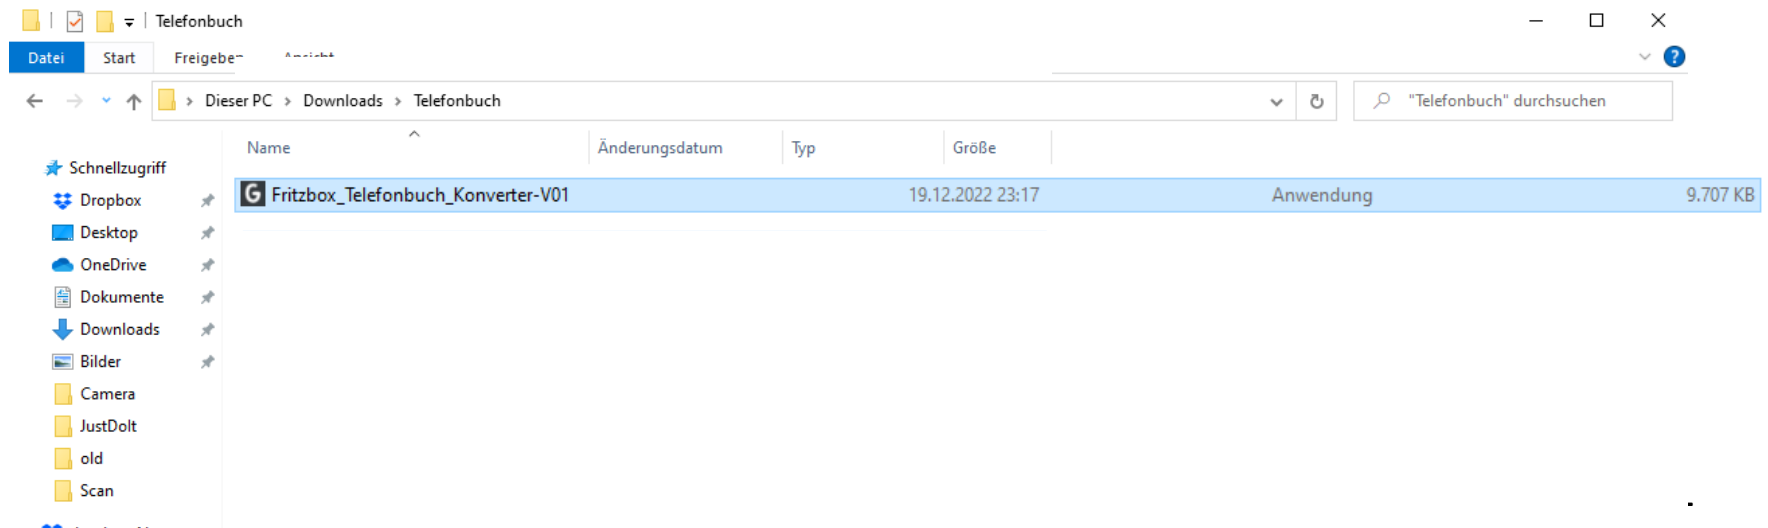 Telefonbuch
Datei Start Freigeben Ansicht
Dieser PC > Downloads > Telefonbuch "Telefonbuch" durchsuchen
Name Änderungsdatum Typ Größe
Schnellzugriff
Fritzbox_Telefonbuch_Konverter-V01 19.12.2022 23:17 Anwendung 9.707 KB
Dropbox
Desktop
OneDrive
Dokumente
Downloads
Bilder
Camera
JustDoIt
old
Scan